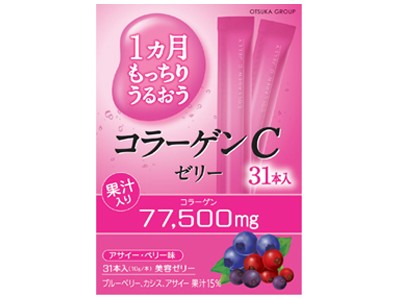 OTSUKA GROUP
1カ月
もっちり
うるおう
コラーゲンC
ゼリー
31本入
果汁
入り
コラーゲン
77,500mg
アサイー・ベリー味
31本入(10g/本) 美容ゼリー
ブルーベリー、カシス、アサイー 果汁15%